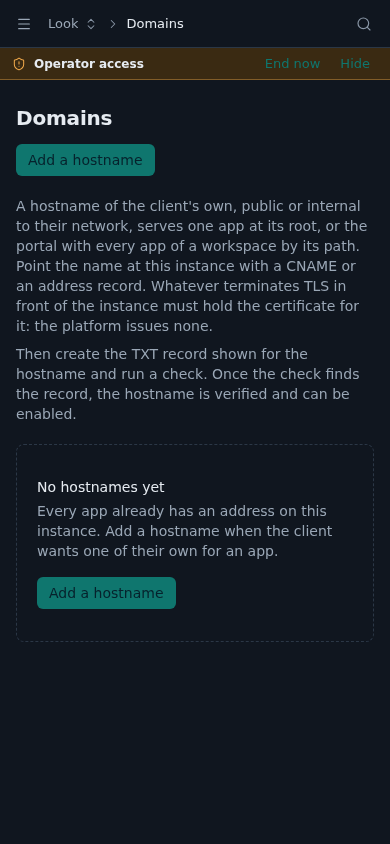 Look
Domains
Operator access
End now
Hide
Domains
Add a hostname
A hostname of the client's own, public or internal
to their network, serves one app at its root, or the
portal with every app of a workspace by its path.
Point the name at this instance with a CNAME or
an address record. Whatever terminates TLS in
front of the instance must hold the certificate for
it: the platform issues none.
Then create the TXT record shown for the
hostname and run a check. Once the check finds
the record, the hostname is verified and can be
enabled.
No hostnames yet
Every app already has an address on this
instance. Add a hostname when the client
wants one of their own for an app.
Add a hostname